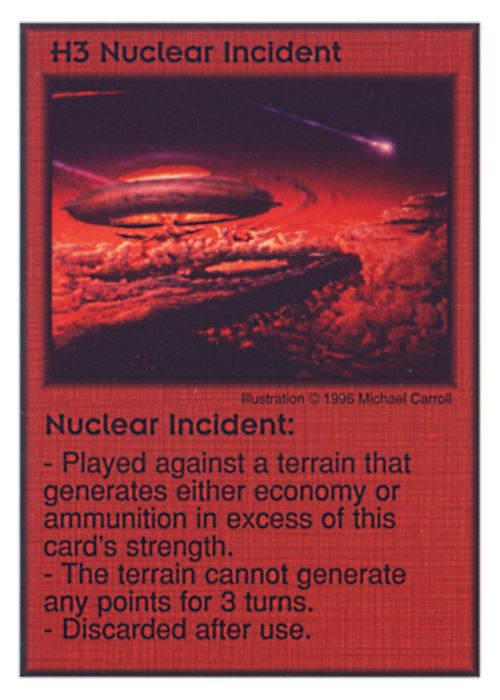 H3 Nuclear Incident
Illustration © 1996 Michael Carroll
Nuclear Incident:
- Played against a terrain that
generates either economy or
ammunition in excess of this
card's strength.
- The terrain cannot generate
any points for 3 turns.
- Discarded after use.